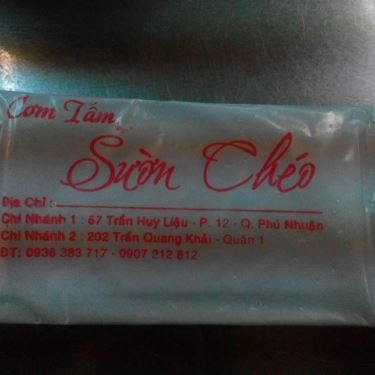 Cơm Tấm
Sườn Chéo
Địa Chỉ :
Chi Nhánh 1 : 67 Trần Huy Liệu - P. 12 - Q. Phú Nhuận
Chi Nhánh 2 : 202 Trần Quang Khải - Quận 1
ĐT: 0936 383 717 - 0907 212 812